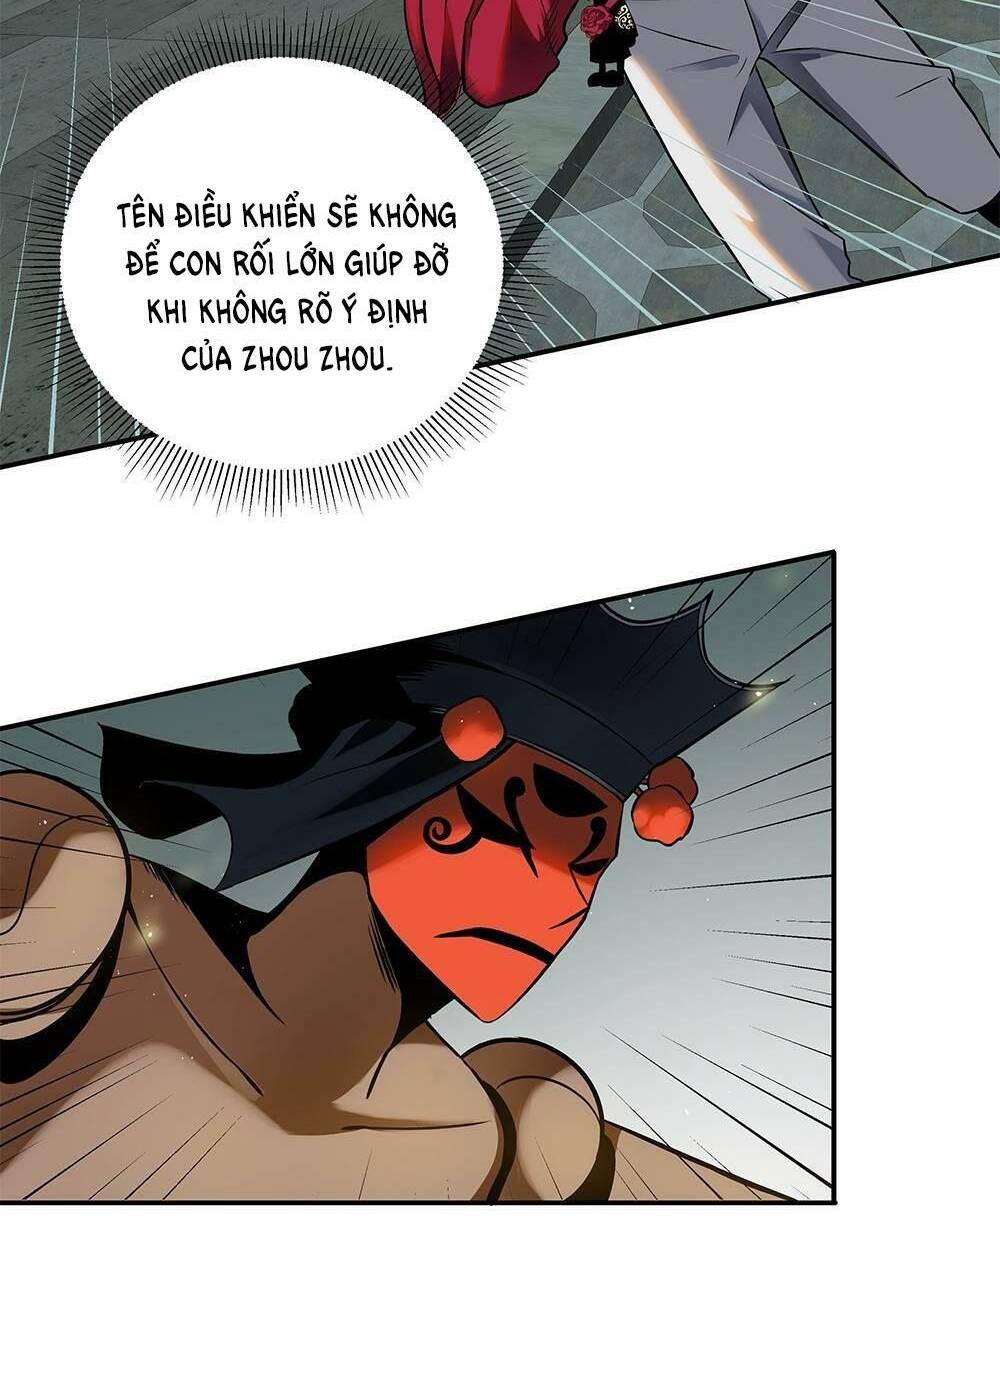 TÊN ĐIỀU KHIỂN SẼ KHÔNG
ĐỂ CON RỐI LỚN GIÚP ĐỠ
KHI KHÔNG RÕ Ý ĐỊNH
CỦA ZHOU ZHOU.